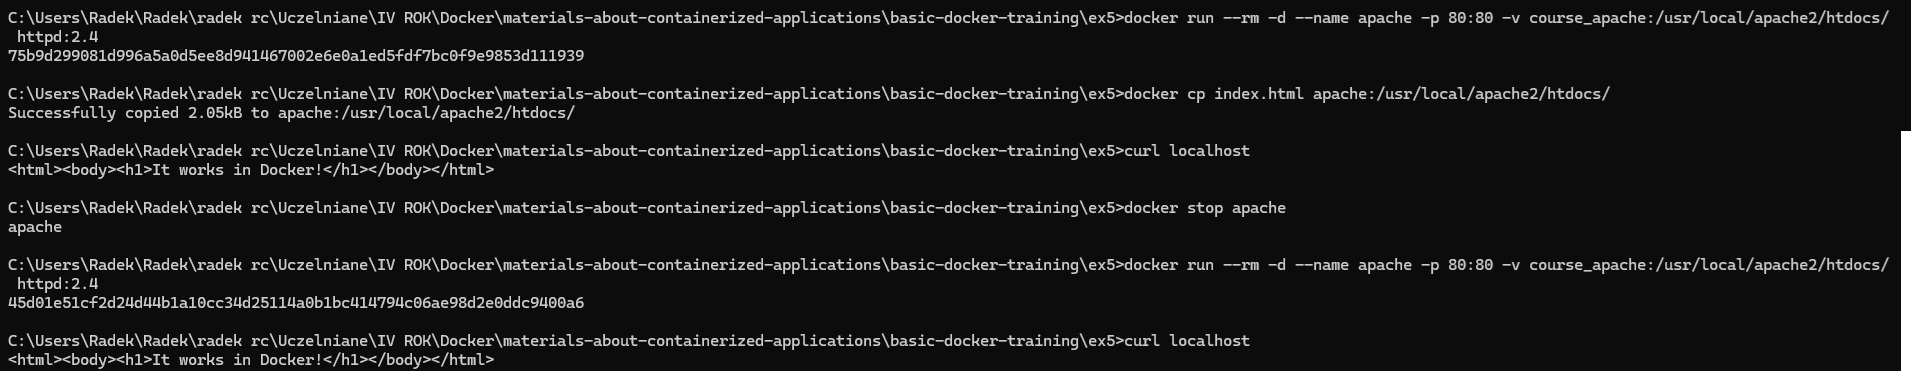 C:\Users\Radek\Radek\radek rc\Uczelniane\IV ROK\Docker\materials-about-containerized-applications\basic-docker-training\ex5>docker run --rm -d --name apache -p 80:80 -v course_apache:/usr/local/apache2/htdocs/
httpd:2.4
75b9d299081d996a5a0d5ee8d941467002e6e0a1ed5fdf7bc0f9e9853d111939
C:\Users\Radek\Radek\radek rc\Uczelniane\IV ROK\Docker\materials-about-containerized-applications\basic-docker-training\ex5>docker cp index.html apache:/usr/local/apache2/htdocs/
Successfully copied 2.05kB to apache:/usr/local/apache2/htdocs/
C:\Users\Radek\Radek\radek rc\Uczelniane\IV ROK\Docker\materials-about-containerized-applications\basic-docker-training\ex5>curl localhost
<html><body><h1>It works in Docker!</h1></body></html>
C:\Users\Radek\Radek\radek rc\Uczelniane\IV ROK\Docker\materials-about-containerized-applications\basic-docker-training\ex5>docker stop apache
apache
C:\Users\Radek\Radek\radek rc\Uczelniane\IV ROK\Docker\materials-about-containerized-applications\basic-docker-training\ex5>docker run --rm -d --name apache -p 80:80 -v course_apache:/usr/local/apache2/htdocs/
httpd:2.4
45d01e51cf2d24d44b1a10cc34d25114a0b1bc414794c06ae98d2e0ddc9400a6
C:\Users\Radek\Radek\radek rc\Uczelniane\IV ROK\Docker\materials-about-containerized-applications\basic-docker-training\ex5>curl localhost
<html><body><h1>It works in Docker!</h1></body></html>